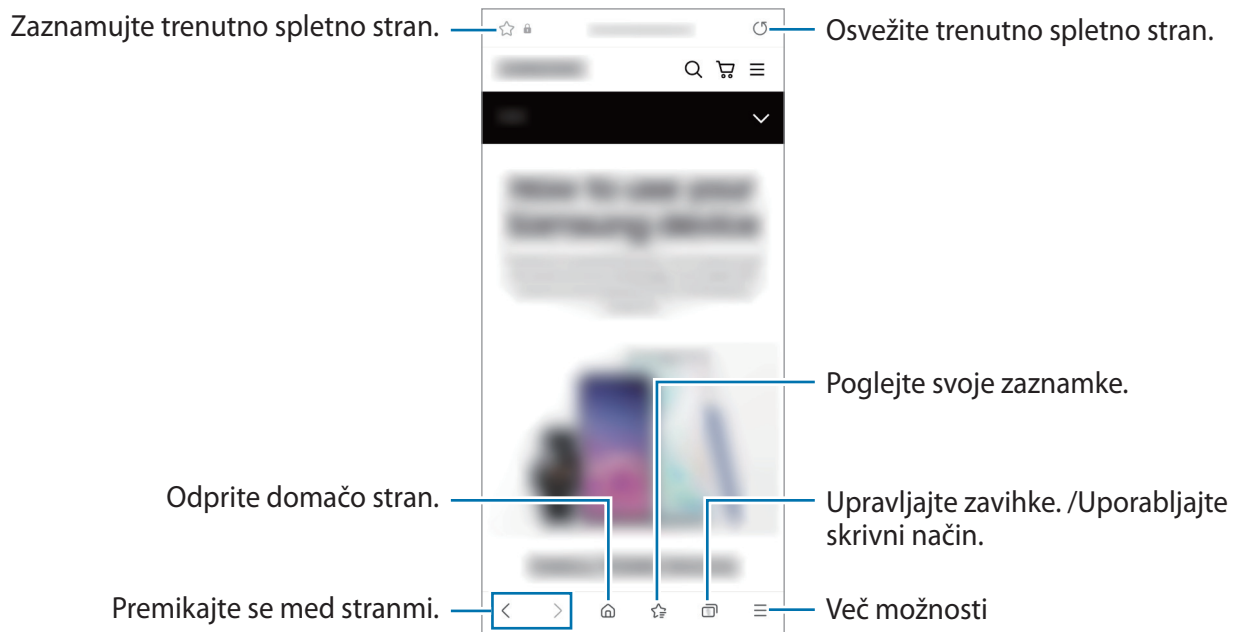 Zaznamujte trenutno spletno stran.
Osvežite trenutno spletno stran.
Poglejte svoje zaznamke.
Odprite domačo stran.
Upravljajte zavihke. /Uporabljajte
skrivni način.
Premikajte se med stranmi.
Več možnosti